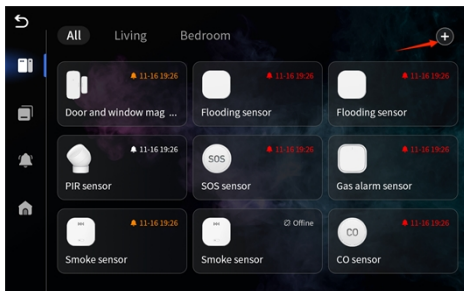 All Living Bedroom
11-16 19:26 11-16 19:26 11-16 19:26
Door and window mag ... Flooding sensor Flooding sensor
11-16 19:26 11-16 19:26 11-16 19:26
SOS
PIR sensor SOS sensor Gas alarm sensor
11-16 19:26 Offline 11-16 19:26
CO
Smoke sensor Smoke sensor CO sensor